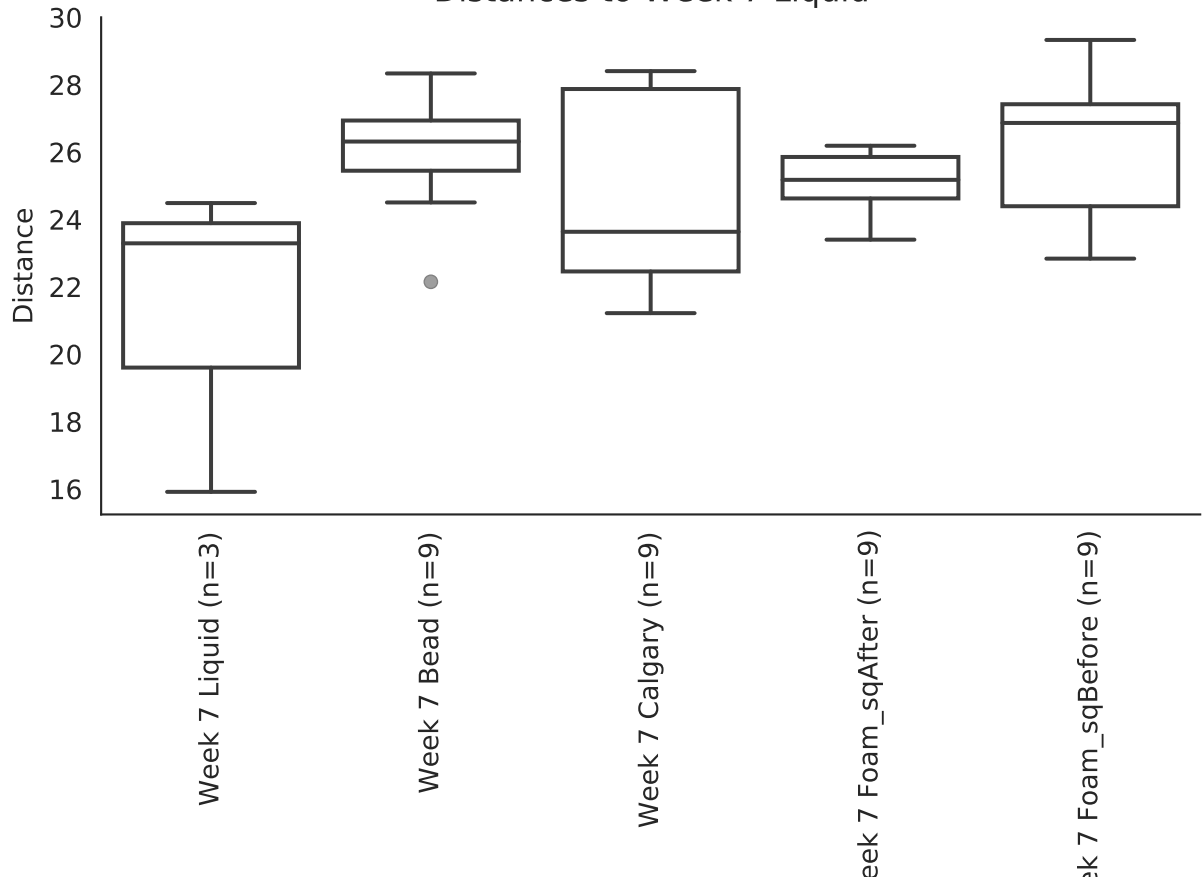 Distances to Week 7 Liquid
30
28
26
24
22
20
18
16
Distance
Week 7 Liquid (n=3)
Week 7 Bead (n=9)
Week 7 Calgary (n=9)
eek 7 Foam_sqAfter (n=9)
ek 7 Foam_sqBefore (n=9)